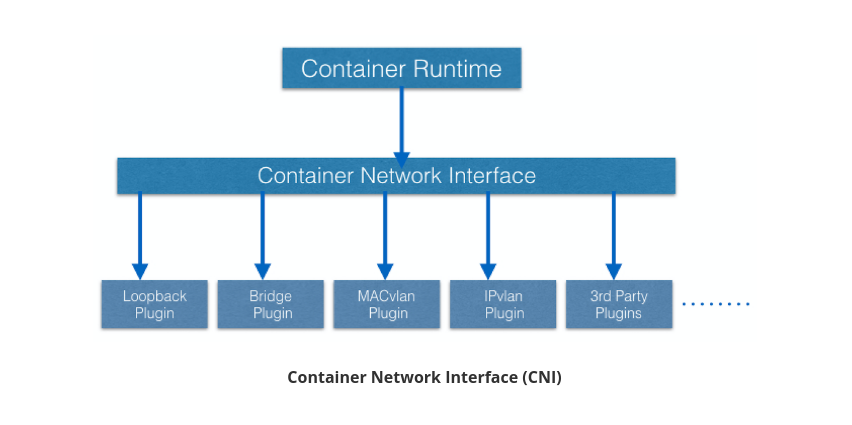 Container Runtime
Container Network Interface
Loopback
Plugin
Bridge
Plugin
MACvlan
Plugin
IPvlan
Plugin
3rd Party
Plugins
Container Network Interface (CNI)